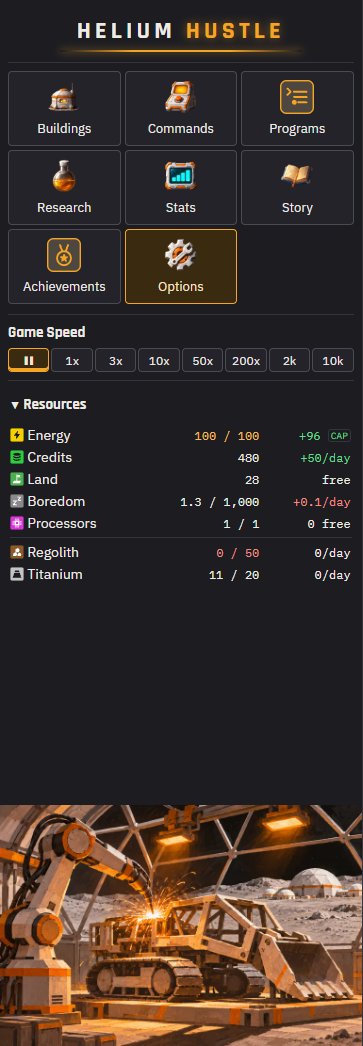 HELIUM HUSTLE
Buildings
Commands
Programs
Research
Stats
Story
Achievements
Options
Game Speed
1x 3x 10x 50x 200x 2k 10k
▼ Resources
Energy 100 / 100 +96 CAP
Credits 480 +50/day
Land 28 free
Boredom 1.3 / 1,000 +0.1/day
Processors 1 / 1 0 free
Regolith 0 / 50 0/day
Titanium 11 / 20 0/day